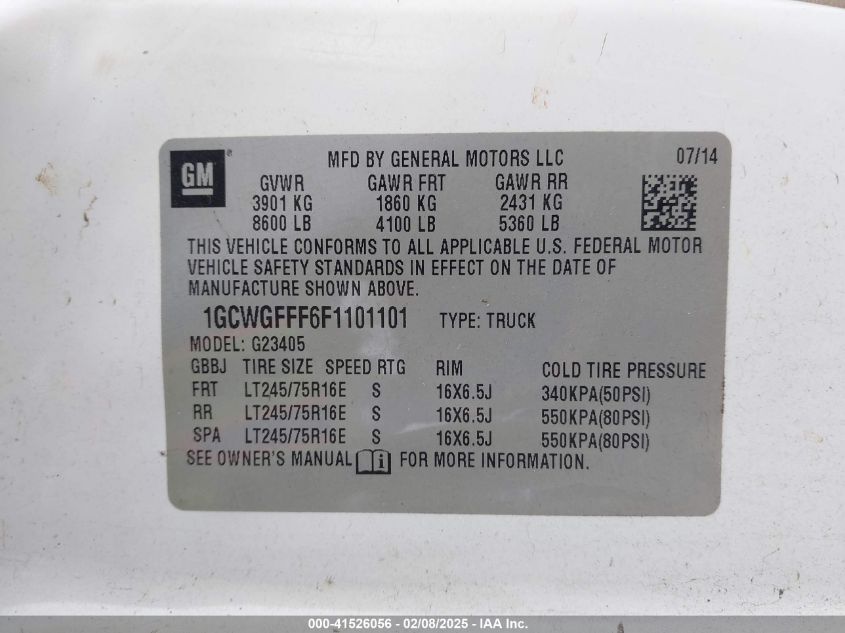 GM® MFD BY GENERAL MOTORS LLC 07/14
GVWR GAWR FRT GAWR RR
3901 KG 1860 KG 2431 KG
8600 LB 4100 LB 5360 LB
THIS VEHICLE CONFORMS TO ALL APPLICABLE U.S. FEDERAL MOTOR
VEHICLE SAFETY STANDARDS IN EFFECT ON THE DATE OF
MANUFACTURE SHOWN ABOVE.
1GCWGFFF6F1101101 TYPE: TRUCK
MODEL: G23405
GBBJ TIRE SIZE SPEED RTG RIM COLD TIRE PRESSURE
FRT LT245/75R16E S 16X6.5J 340KPA(50PSI)
RR LT245/75R16E S 16X6.5J 550KPA(80PSI)
SPA LT245/75R16E S 16X6.5J 550KPA(80PSI)
SEE OWNER'S MANUAL i FOR MORE INFORMATION.
000-41526056 - 02/08/2025 - IAA Inc.